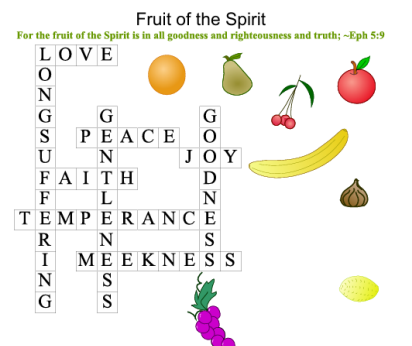 Fruit of the Spirit
For the fruit of the Spirit is in all goodness and righteousness and truth; ~Eph 5:9
LOVE
LONGSUFFERING
GENTLENESS
GOODNESS
PEACE
JOY
FAITH
TEMPERANCE
MEEKNESS